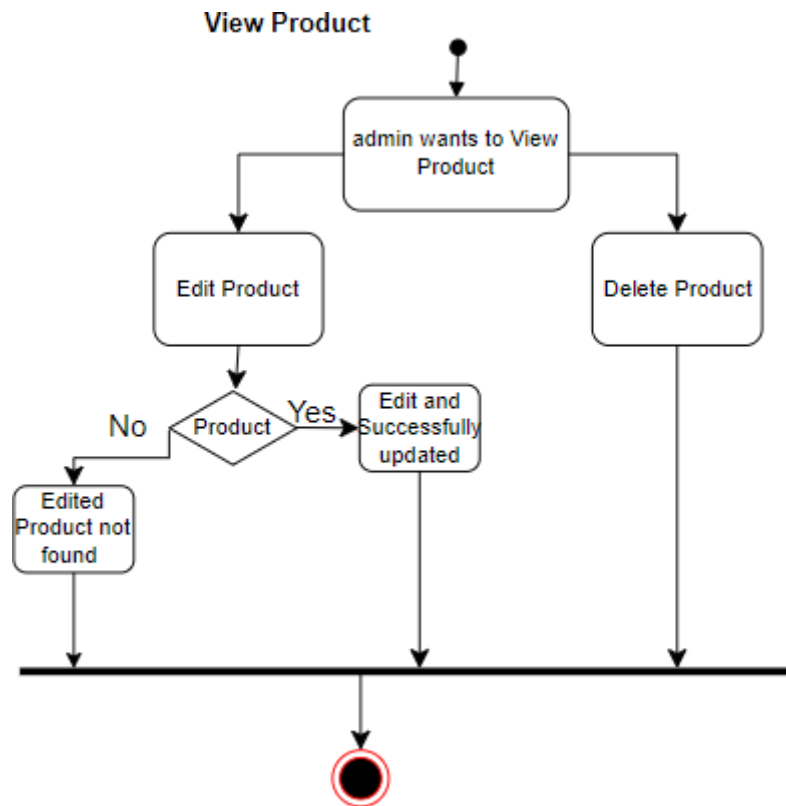 View Product
admin wants to View
Product
Edit Product
Delete Product
No
Product
Yes
Edit and
Successfully
updated
Edited
Product not
found